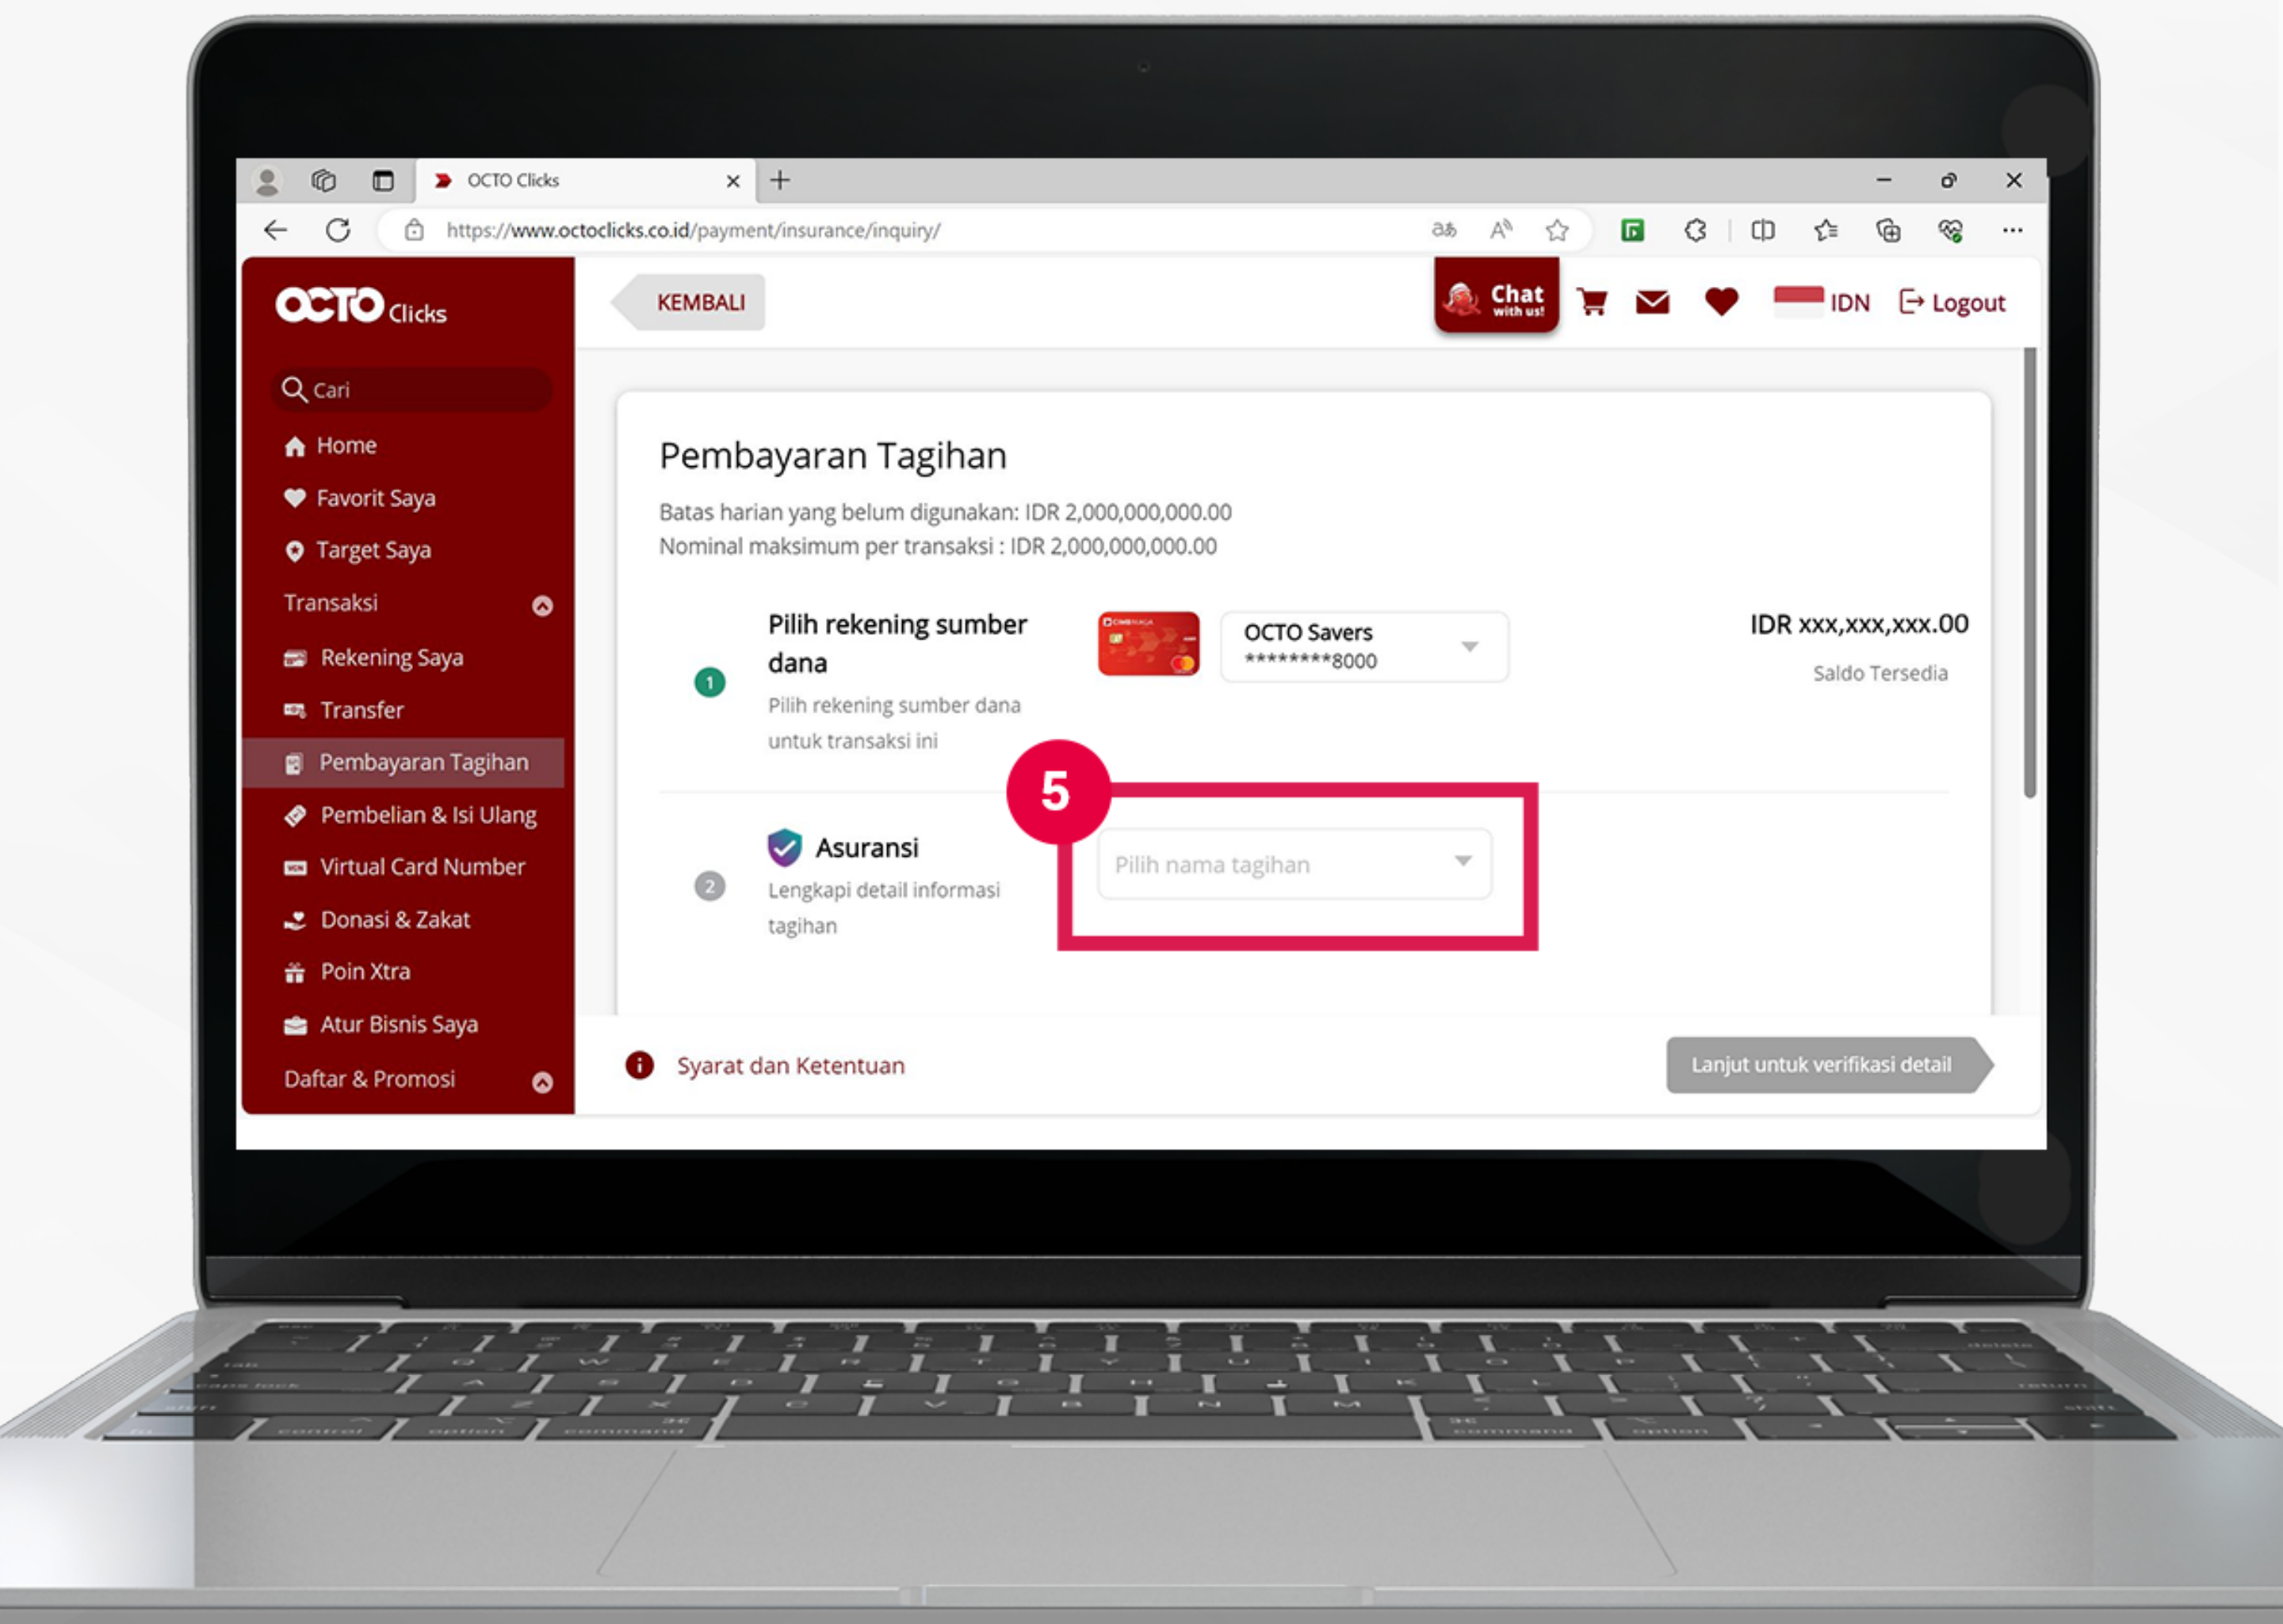 OCTO Clicks
https://www.octoclicks.co.id/payment/insurance/inquiry/
OCTO Clicks
KEMBALI
Chat
with us!
IDN
Logout
Cari
Home
Favorit Saya
Target Saya
Transaksi
Rekening Saya
Transfer
Pembayaran Tagihan
Pembelian & Isi Ulang
Virtual Card Number
Donasi & Zakat
Poin Xtra
Atur Bisnis Saya
Daftar & Promosi
Pembayaran Tagihan
Batas harian yang belum digunakan: IDR 2,000,000,000.00
Nominal maksimum per transaksi : IDR 2,000,000,000.00
1
Pilih rekening sumber
dana
Pilih rekening sumber dana
untuk transaksi ini
CIMB NIAGA
OCTO Savers
********8000
IDR xxx,xxx,xxx.00
Saldo Tersedia
5
2
Asuransi
Lengkapi detail informasi
tagihan
Pilih nama tagihan
Syarat dan Ketentuan
Lanjut untuk verifikasi detail